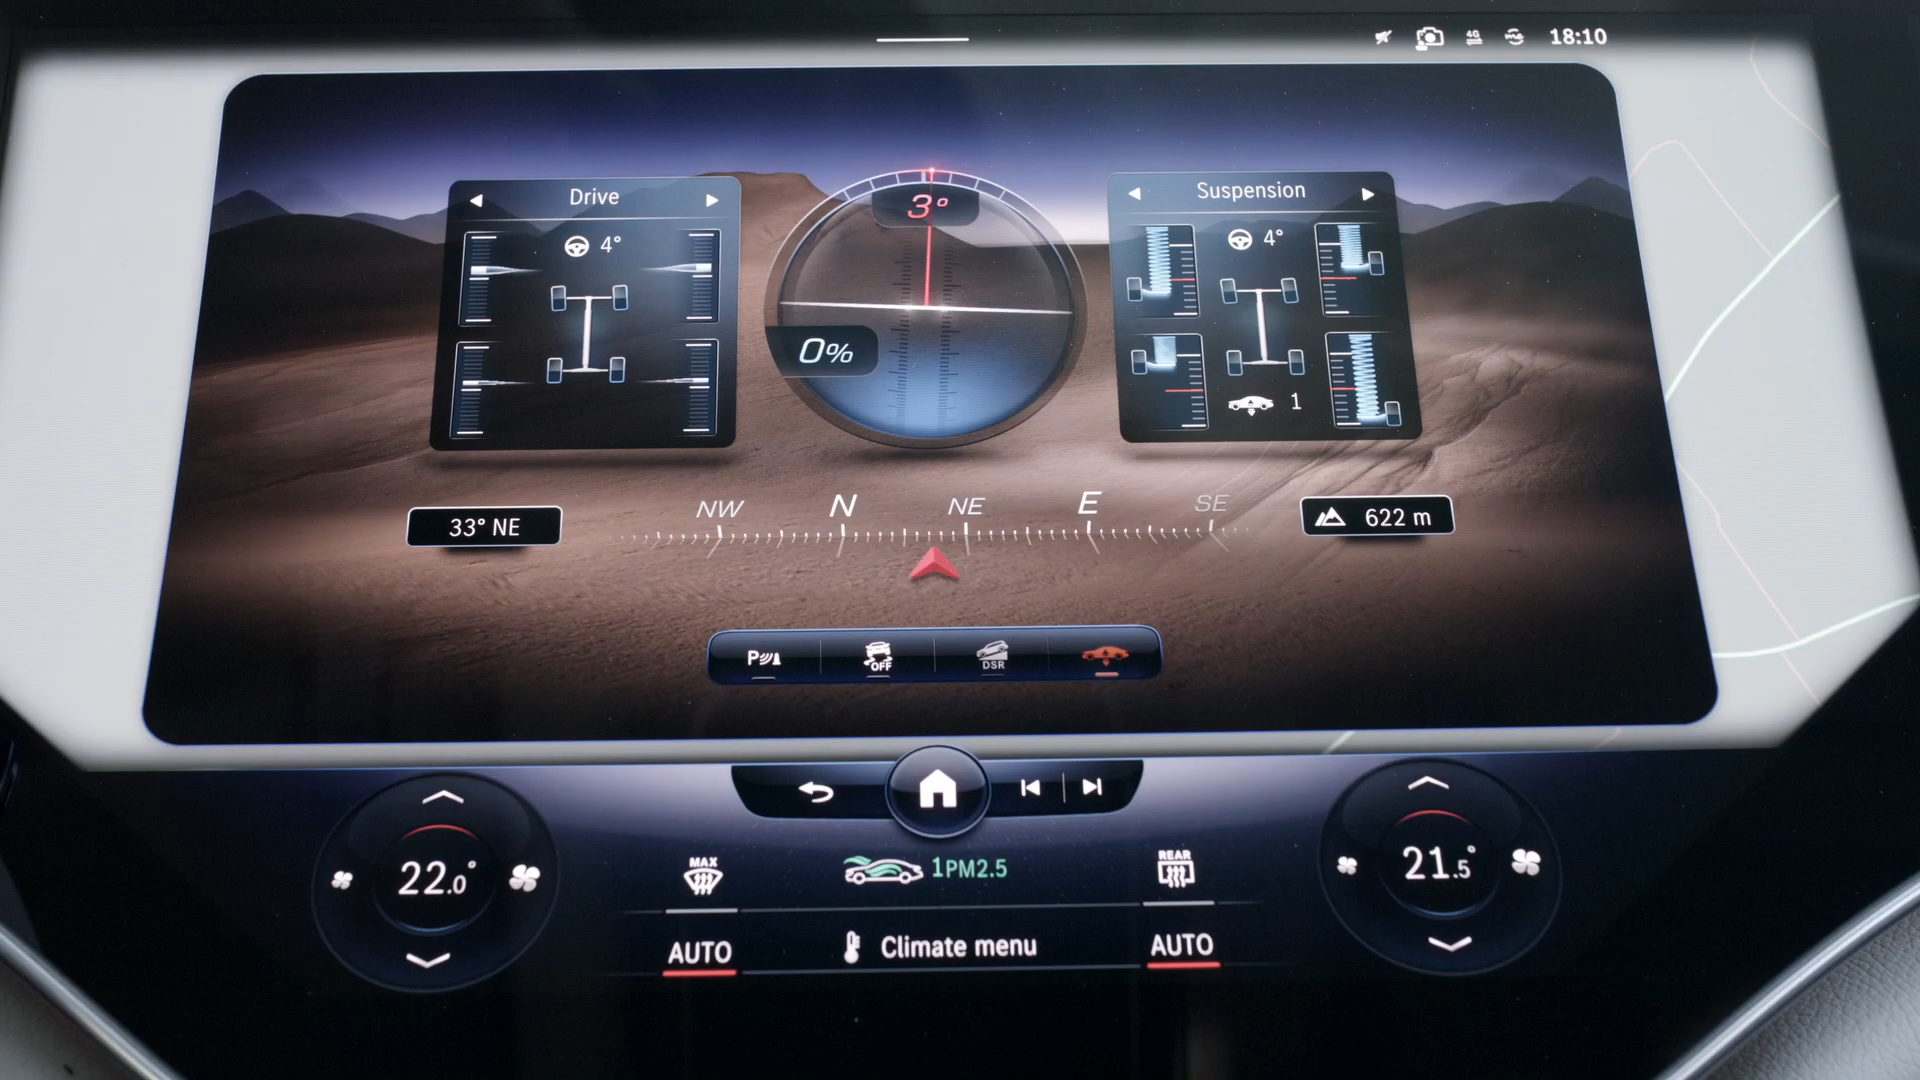 4G
18:10
Drive
4°
3°
0%
Suspension
4°
1
NW N NE E SE
33° NE
622 m
P
OFF
DSR
22.0°
MAX
1PM2.5
REAR
21.5°
AUTO
Climate menu
AUTO